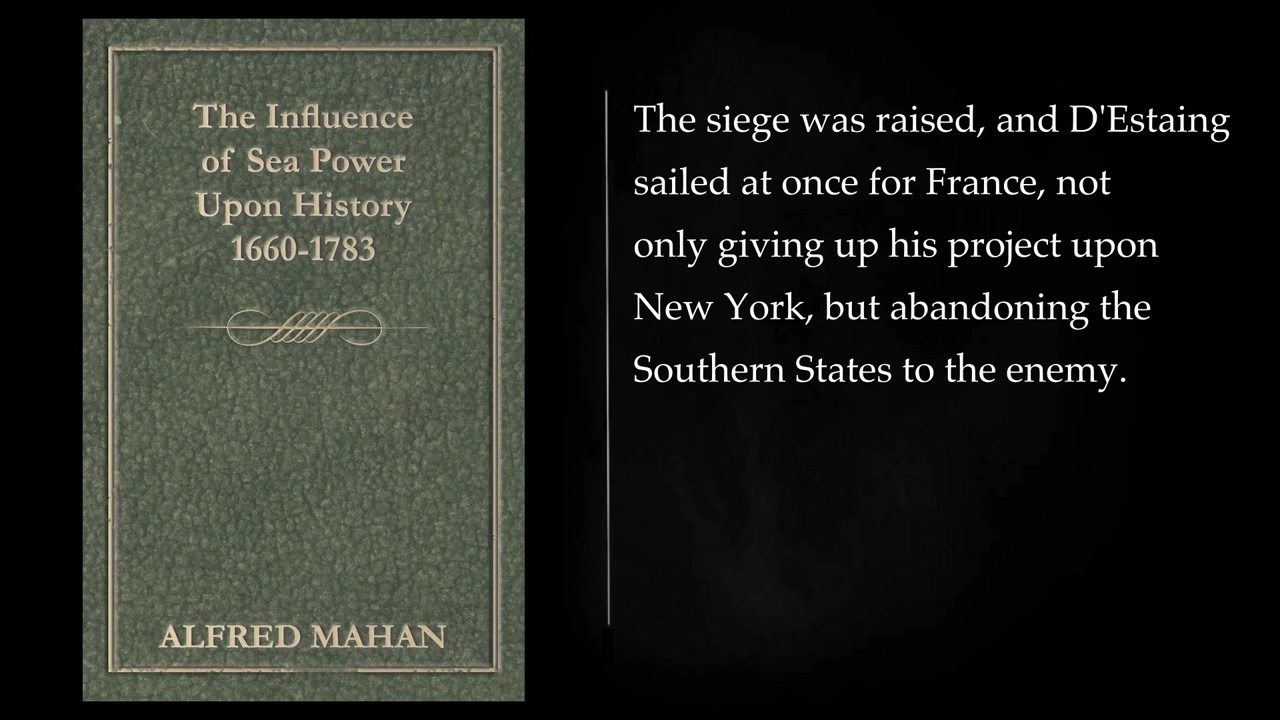 The Influence
of Sea Power
Upon History
1660-1783
ALFRED MAHAN
The siege was raised, and D'Estaing
sailed at once for France, not
only giving up his project upon
New York, but abandoning the
Southern States to the enemy.